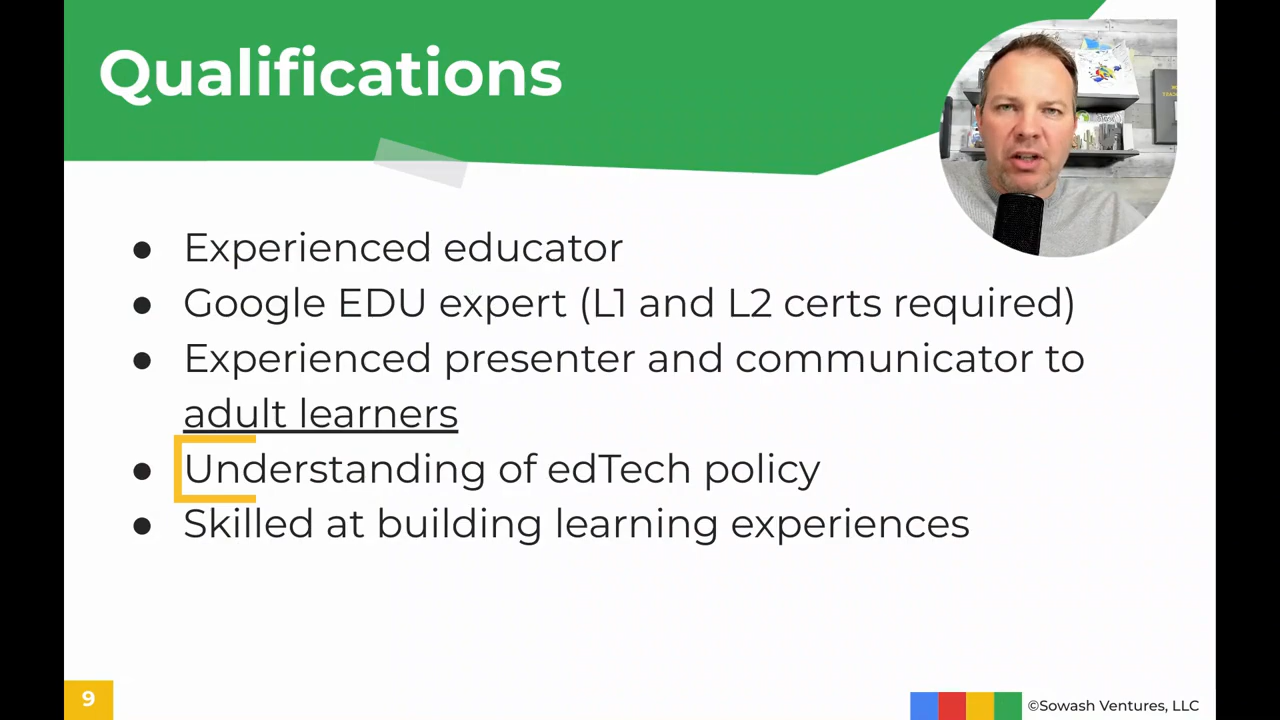 Qualifications
● Experienced educator
● Google EDU expert (L1 and L2 certs required)
● Experienced presenter and communicator to
adult learners
● Understanding of edTech policy
● Skilled at building learning experiences
9
©Sowash Ventures, LLC